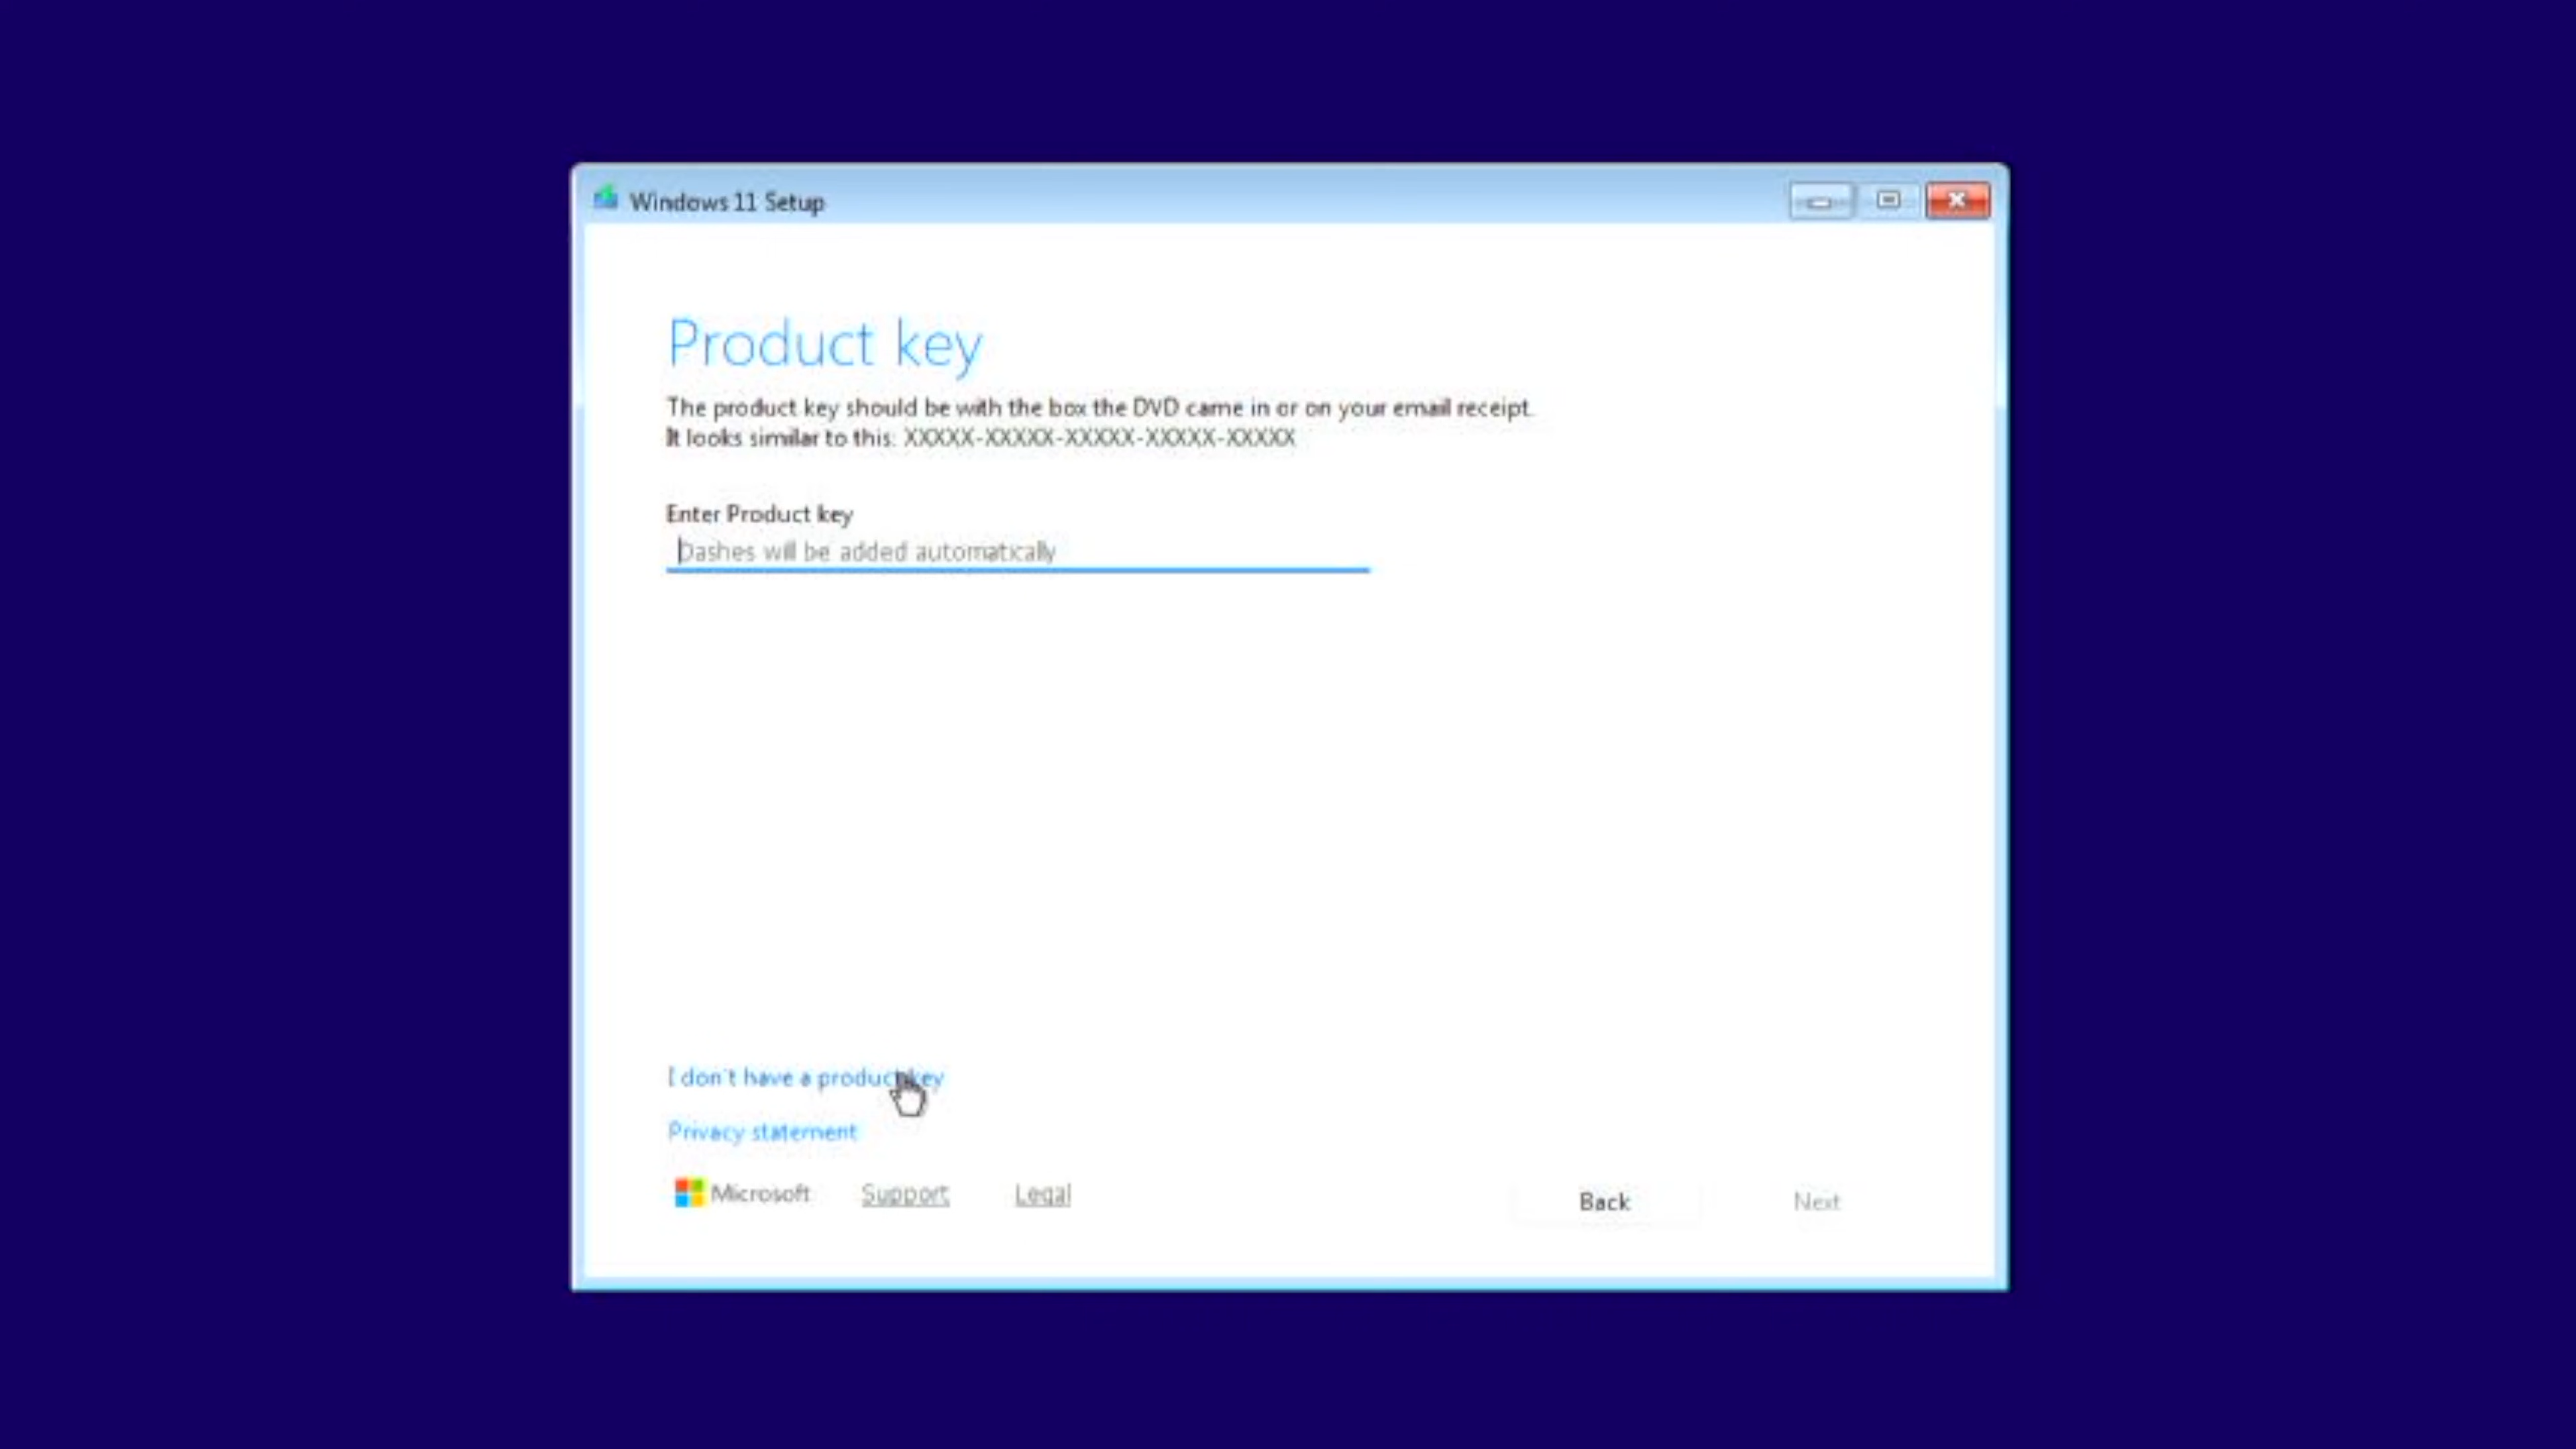 Windows 11 Setup
Product key
The product key should be with the box the DVD came in or on your email receipt.
It looks similar to this: XXXXX-XXXXX-XXXXX-XXXXX-XXXXX
Enter Product key
Dashes will be added automatically
I don't have a product key
Privacy statement
Microsoft Support Legal
Back Next